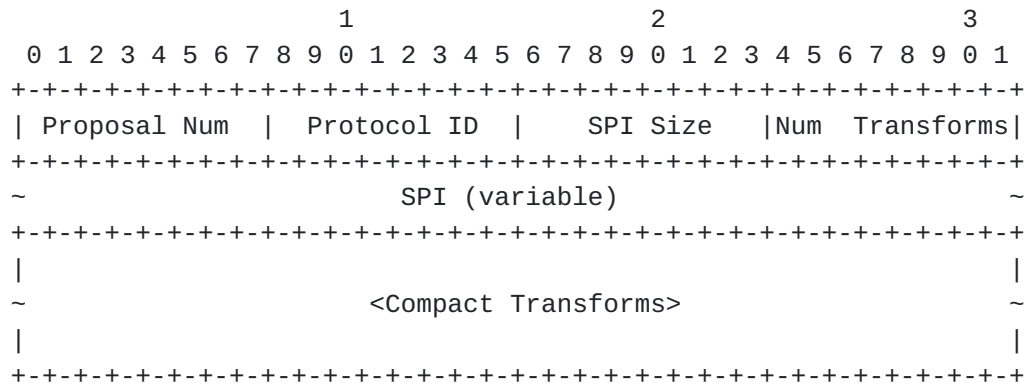 1                   2                   3
 0 1 2 3 4 5 6 7 8 9 0 1 2 3 4 5 6 7 8 9 0 1 2 3 4 5 6 7 8 9 0 1
+-+-+-+-+-+-+-+-+-+-+-+-+-+-+-+-+-+-+-+-+-+-+-+-+-+-+-+-+-+-+-+-+
| Proposal Num  |  Protocol ID  |    SPI Size   |Num  Transforms|
+-+-+-+-+-+-+-+-+-+-+-+-+-+-+-+-+-+-+-+-+-+-+-+-+-+-+-+-+-+-+-+-+
~                        SPI (variable)                         ~
+-+-+-+-+-+-+-+-+-+-+-+-+-+-+-+-+-+-+-+-+-+-+-+-+-+-+-+-+-+-+-+-+
|                                                               |
~                      <Compact Transforms>                     ~
|                                                               |
+-+-+-+-+-+-+-+-+-+-+-+-+-+-+-+-+-+-+-+-+-+-+-+-+-+-+-+-+-+-+-+-+